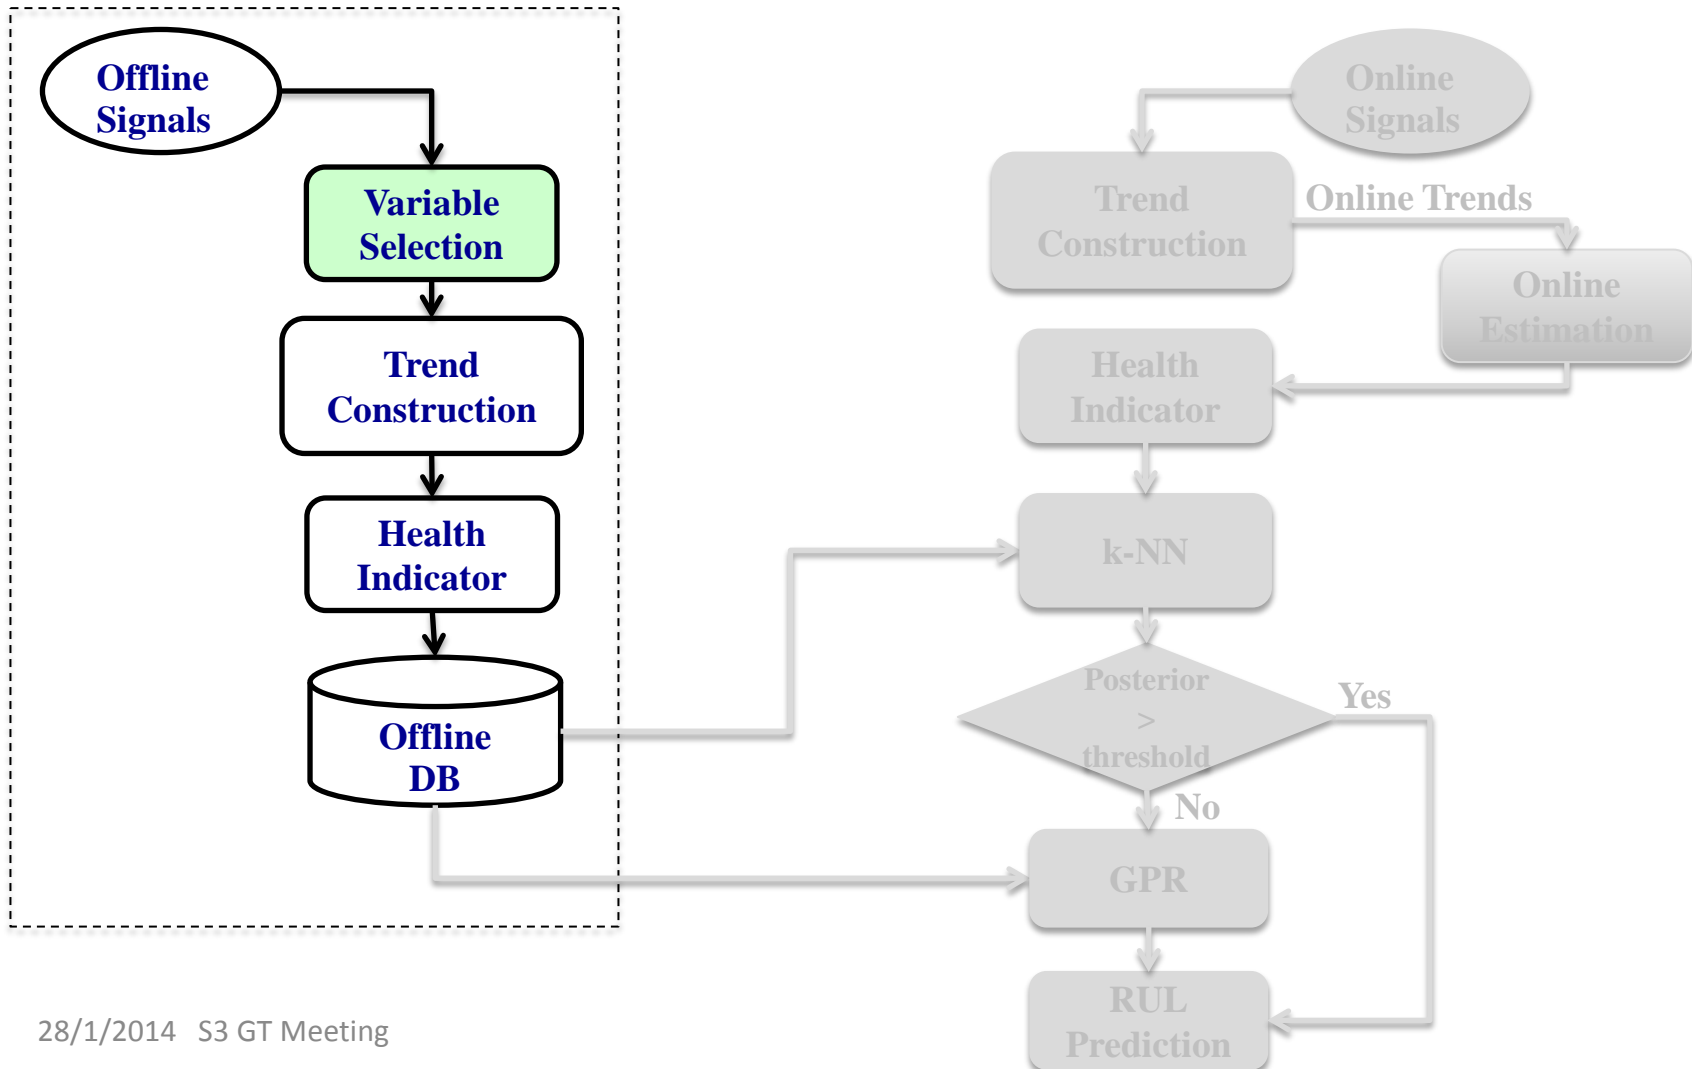 Offline
Signals
Variable
Selection
Trend
Construction
Health
Indicator
Offline
DB
Online
Signals
Trend
Construction
Online Trends
Online
Estimation
Health
Indicator
k-NN
Posterior
>
threshold
Yes
No
GPR
RUL
Prediction
28/1/2014 S3 GT Meeting